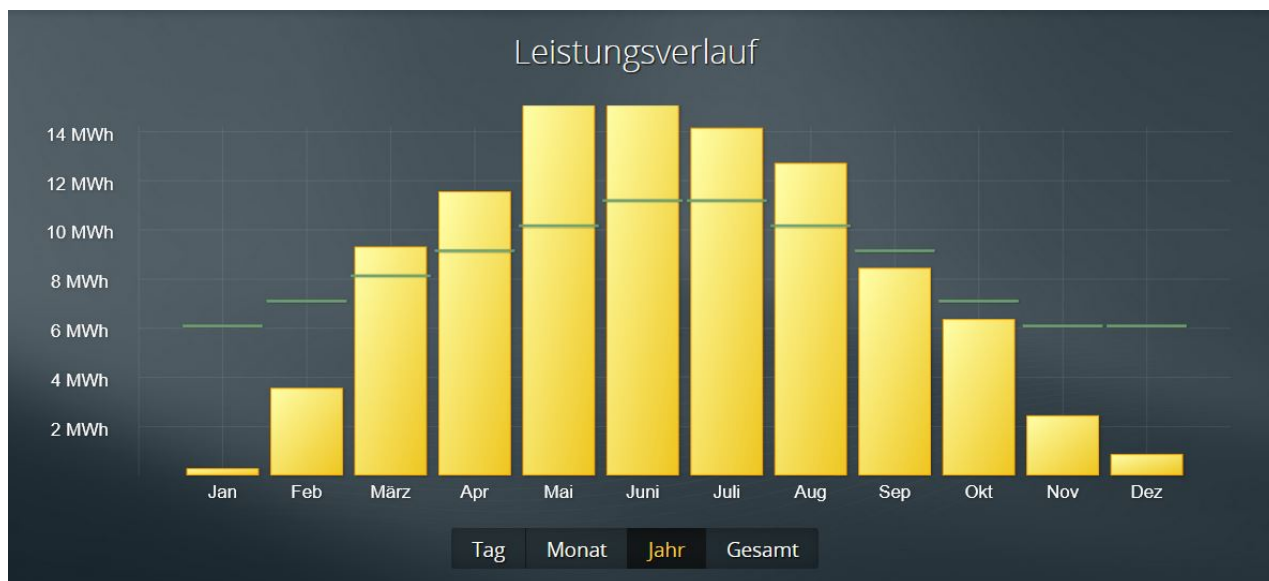 Leistungsverlauf
14 MWh
12 MWh
10 MWh
8 MWh
6 MWh
4 MWh
2 MWh
Jan Feb März Apr Mai Juni Juli Aug Sep Okt Nov Dez
Tag Monat Jahr Gesamt